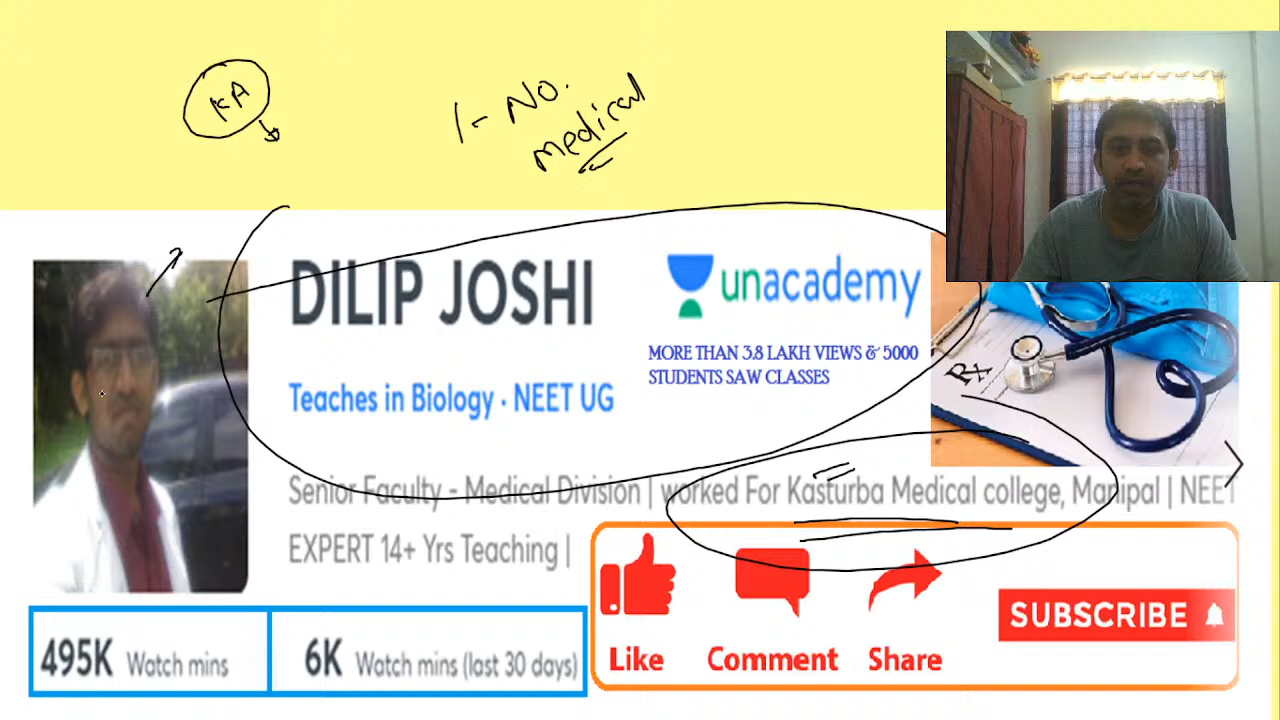 KA
1- No.
medical
DILIP JOSHI
unacademy
MORE THAN 3.8 LAKH VIEWS & 5000
STUDENTS SAW CLASSES
Teaches in Biology · NEET UG
Rx
Senior Faculty - Medical Division | worked For Kasturba Medical college, Manipal | NEET
EXPERT 14+ Yrs Teaching |
495K Watch mins
6K Watch mins (last 30 days)
Like
Comment
Share
SUBSCRIBE